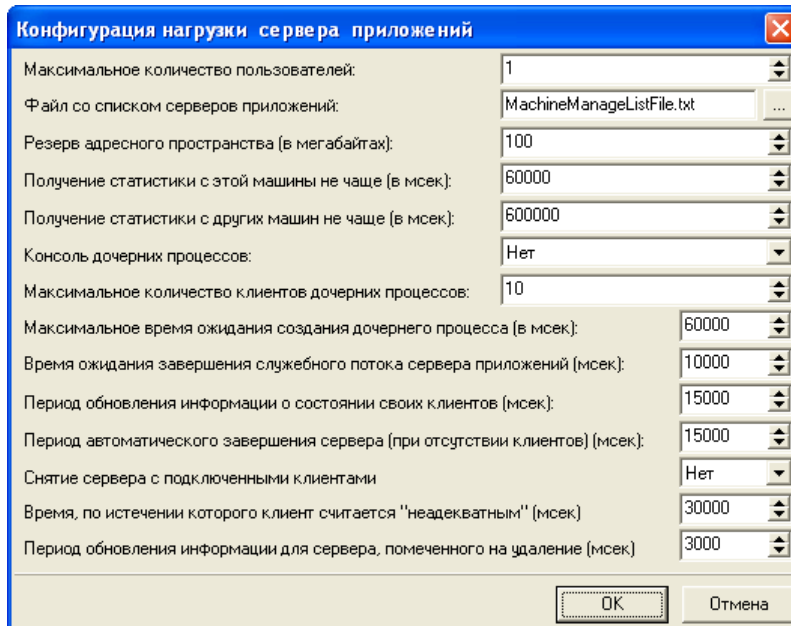 Конфигурация нагрузки сервера приложений
Максимальное количество пользователей: 1
Файл со списком серверов приложений: MachineManageListFile.txt ...
Резерв адресного пространства (в мегабайтах): 100
Получение статистики с этой машины не чаще (в мсек): 60000
Получение статистики с других машин не чаще (в мсек): 600000
Консоль дочерних процессов: Нет
Максимальное количество клиентов дочерних процессов: 10
Максимальное время ожидания создания дочернего процесса (в мсек): 60000
Время ожидания завершения служебного потока сервера приложений (мсек): 10000
Период обновления информации о состоянии своих клиентов (мсек): 15000
Период автоматического завершения сервера (при отсутствии клиентов) (мсек): 15000
Снятие сервера с подключенными клиентами Нет
Время, по истечении которого клиент считается "неадекватным" (мсек) 30000
Период обновления информации для сервера, помеченного на удаление (мсек) 3000
OK Отмена